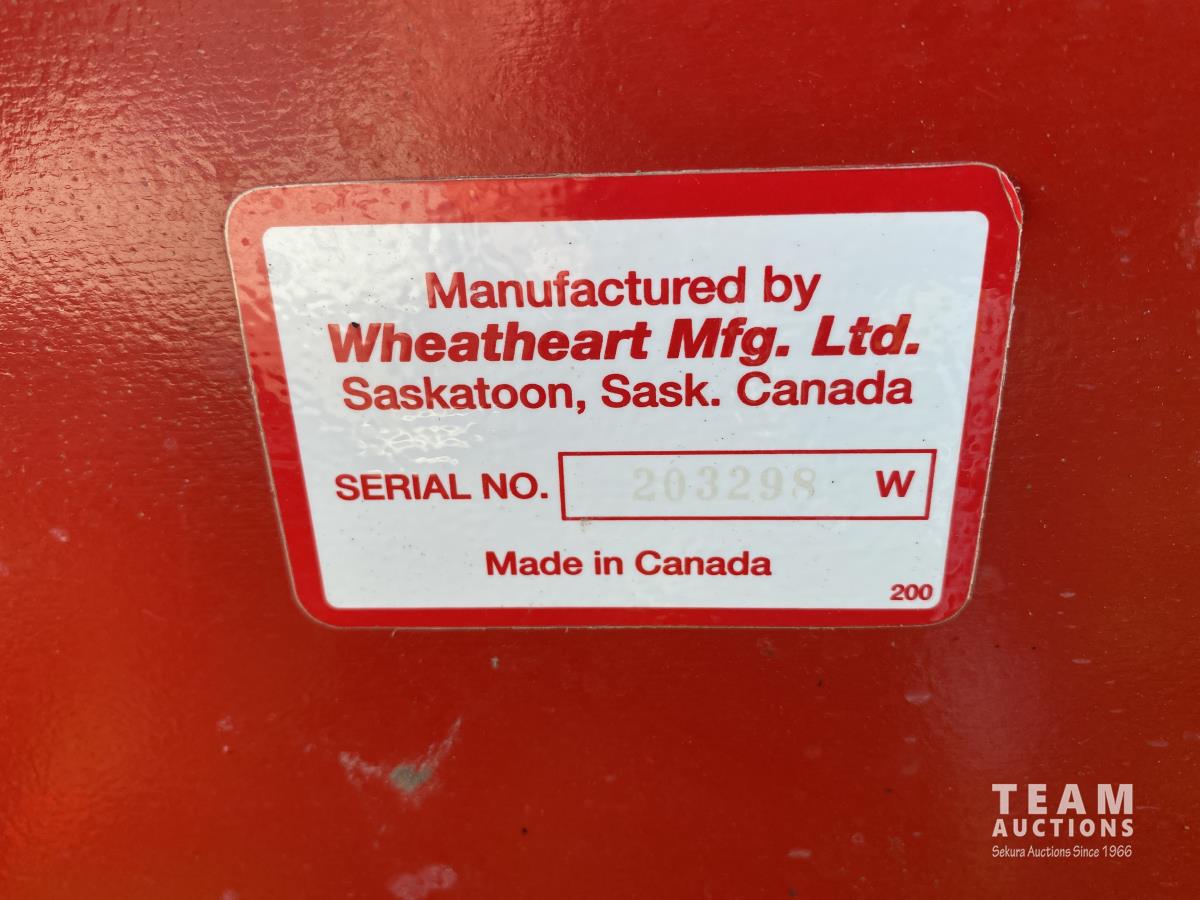 Manufactured by
Wheatheart Mfg. Ltd.
Saskatoon, Sask. Canada
SERIAL NO. 203298 W
Made in Canada
200
TEAM
AUCTIONS
Sekura Auctions Since 1966